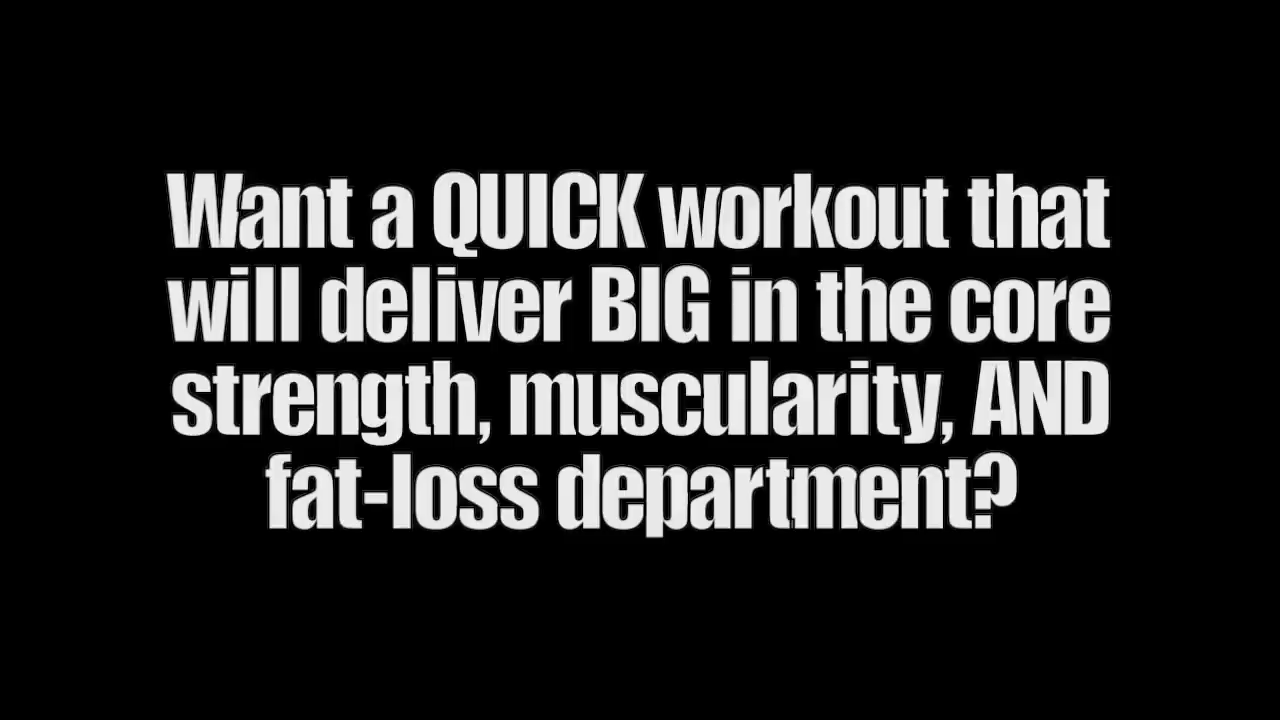 Want a QUICK workout that
will deliver BIG in the core
strength, muscularity, AND
fat-loss department?